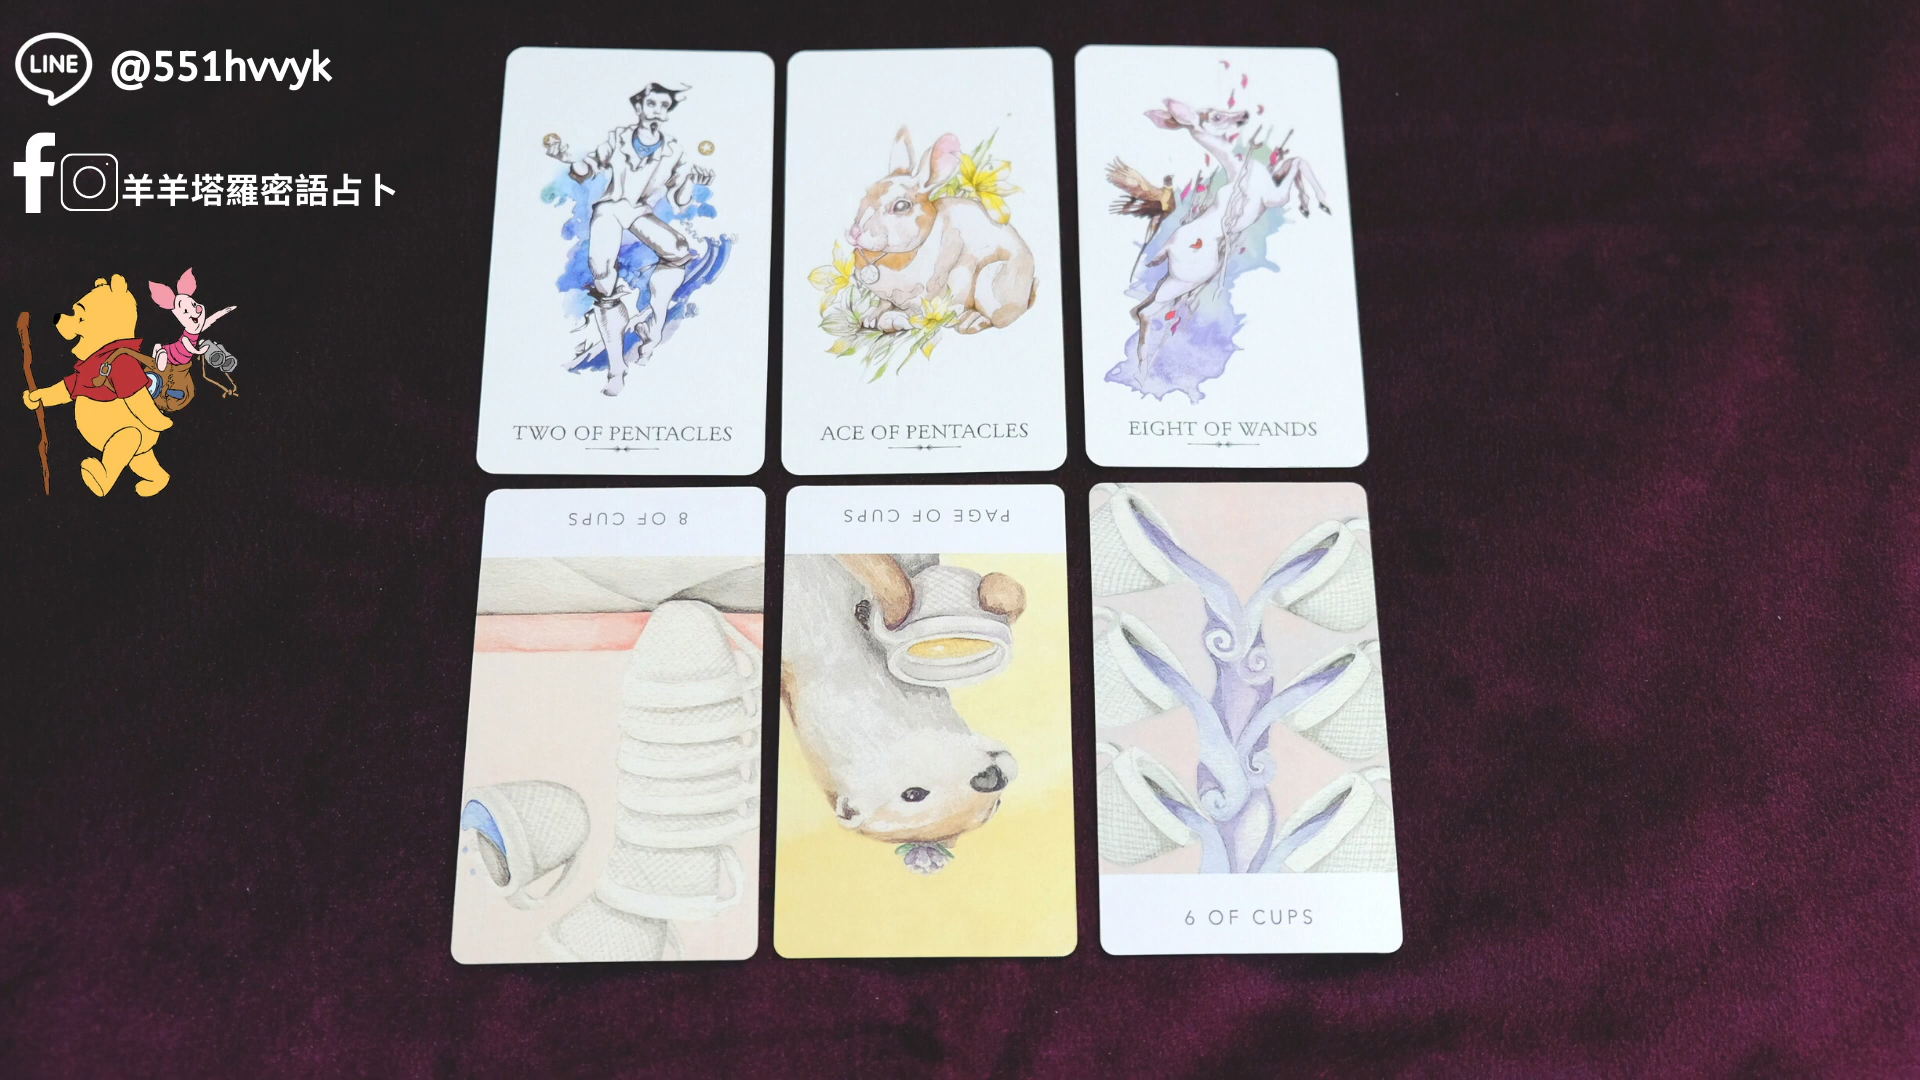 LINE @551hvvyk
羊羊塔羅密語占卜
TWO OF PENTACLES
ACE OF PENTACLES
EIGHT OF WANDS
8 OF CUPS
PAGE OF CUPS
6 OF CUPS